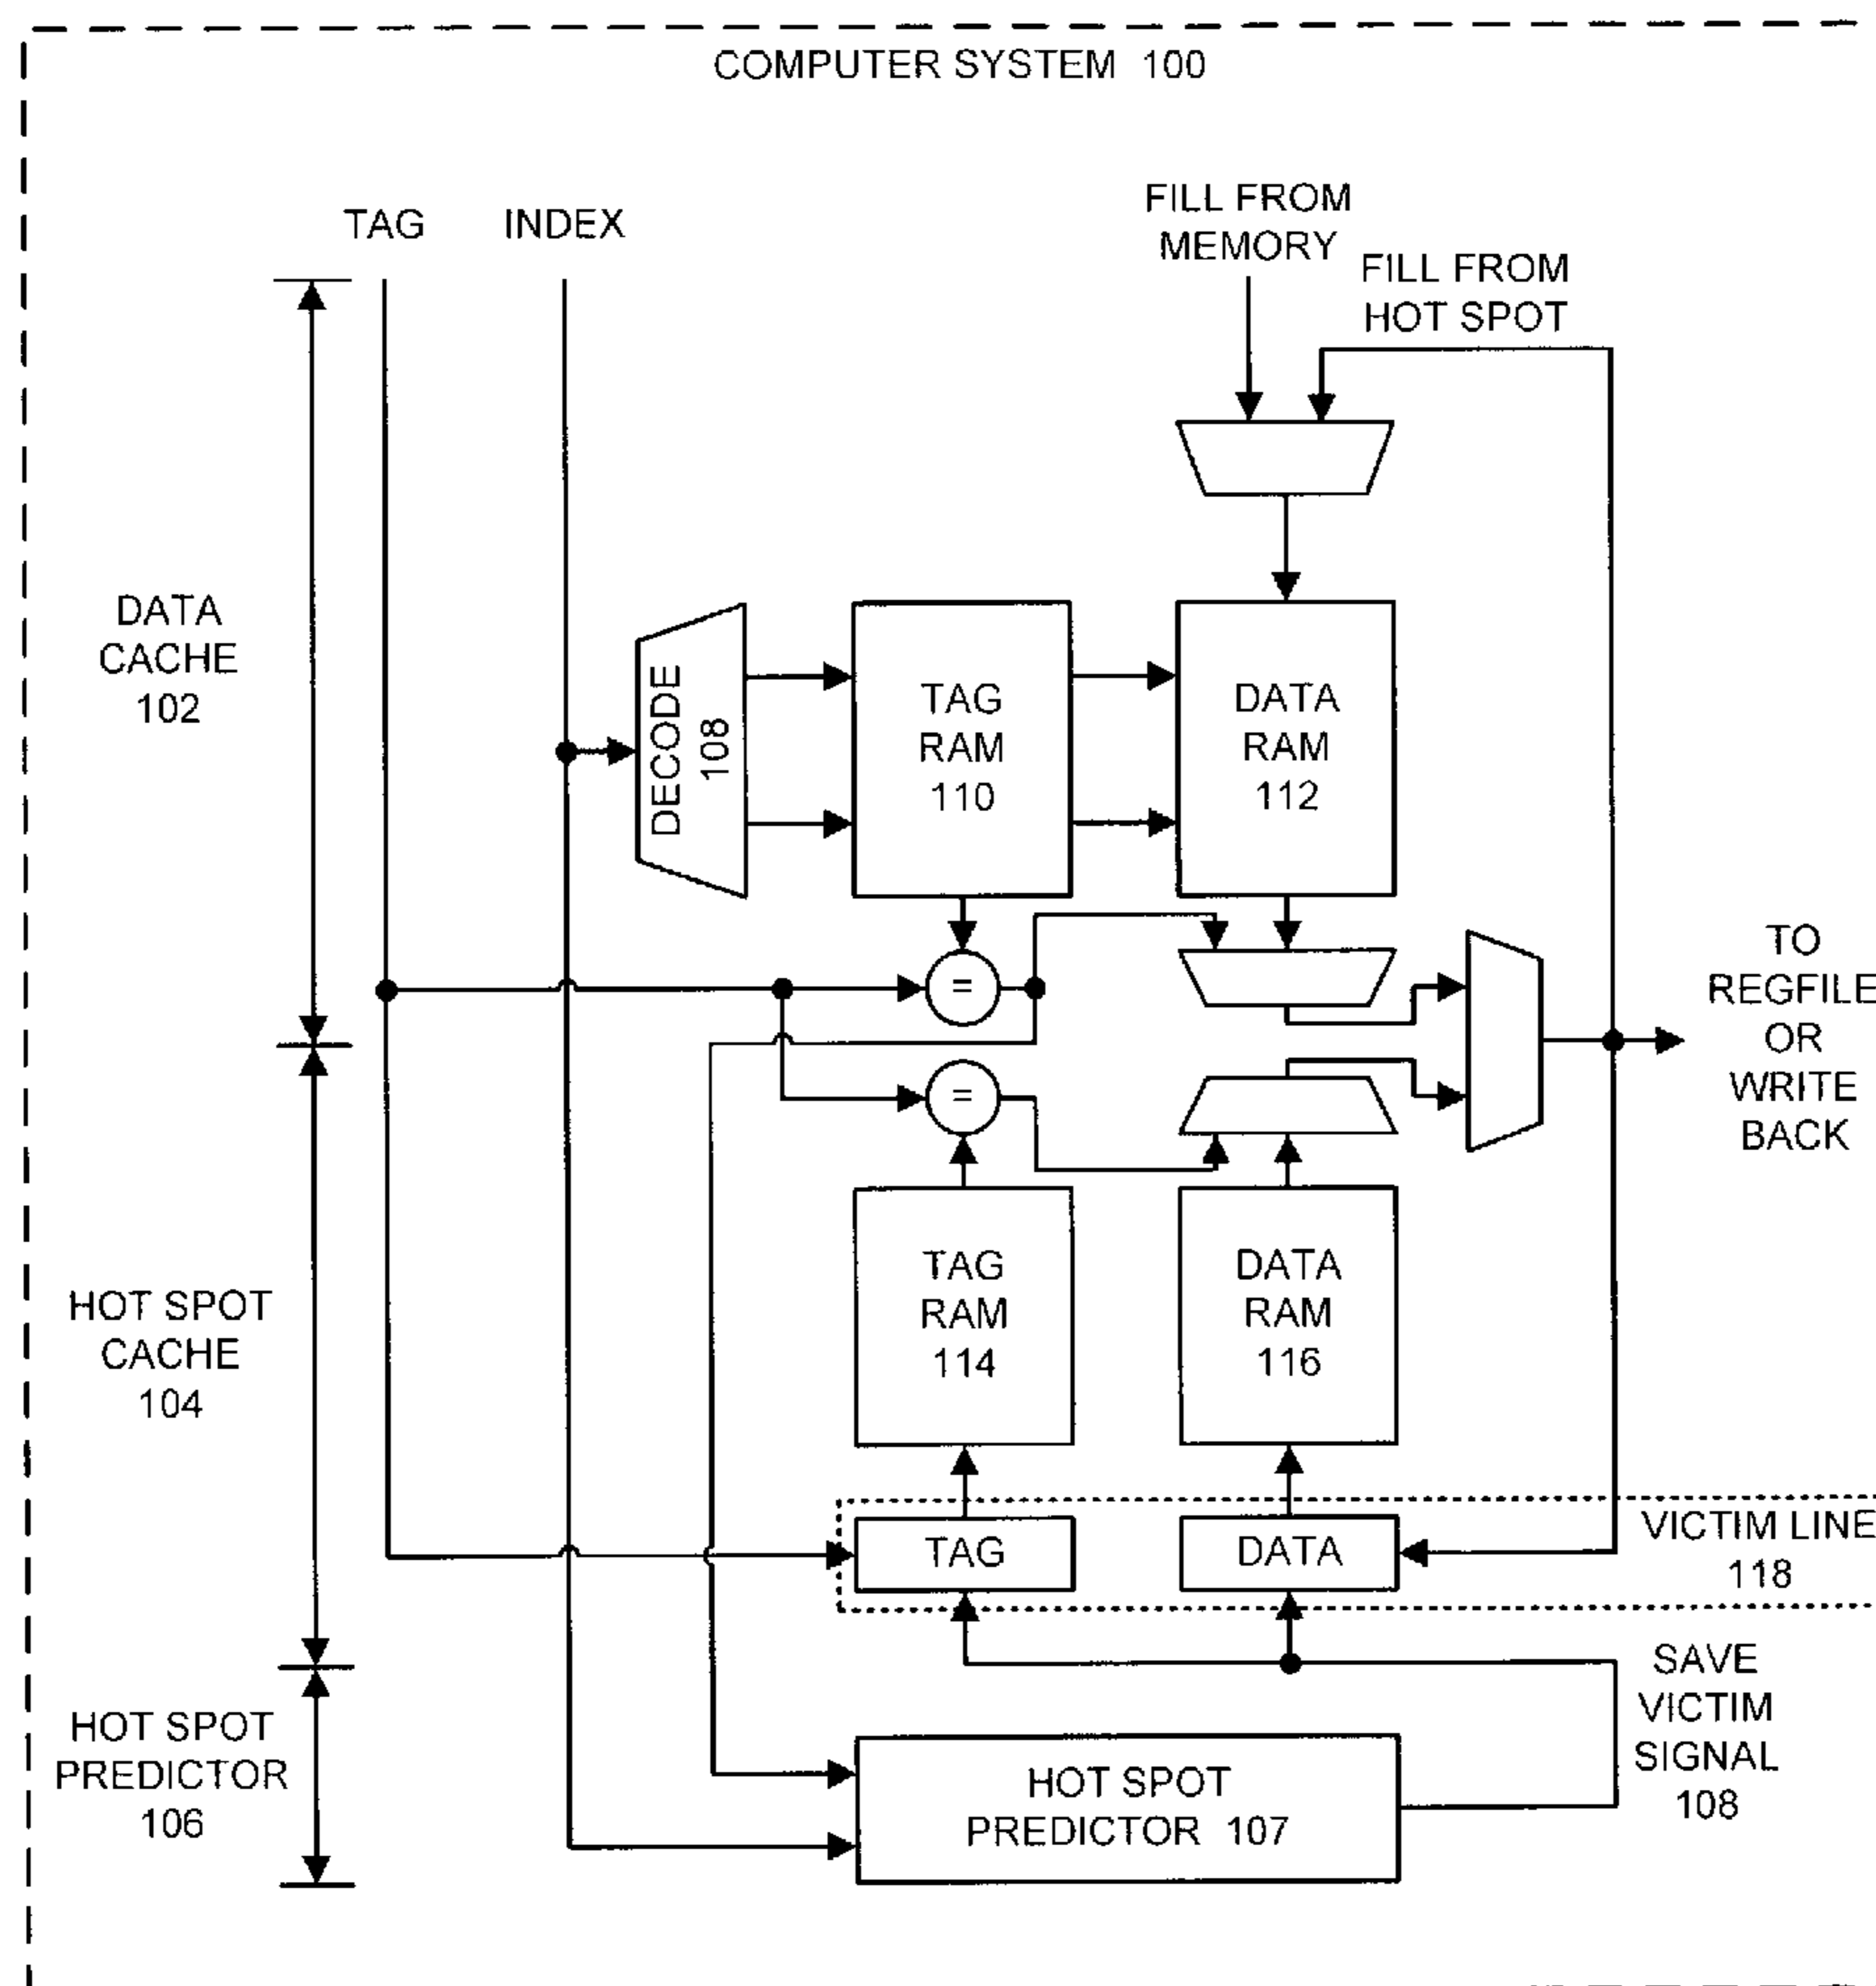 COMPUTER SYSTEM 100
TAG
INDEX
FILL FROM
MEMORY
FILL FROM
HOT SPOT
DATA
CACHE
102
DECODE
108
TAG
RAM
110
DATA
RAM
112
=
TO
REGFILE
OR
WRITE
BACK
=
HOT SPOT
CACHE
104
TAG
RAM
114
DATA
RAM
116
TAG
DATA
VICTIM LINE
118
SAVE
VICTIM
SIGNAL
108
HOT SPOT
PREDICTOR
106
HOT SPOT
PREDICTOR 107